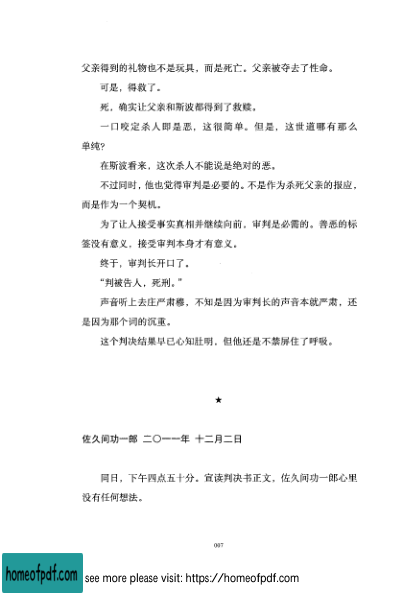 父亲得到的礼物也不是玩具，而是死亡。父亲被夺去了性命。
可是，得救了。
死，确实让父亲和斯波都得到了救赎。
一口咬定杀人即是恶，这很简单。但是，这世道哪有那么
单纯?
在斯波看来，这次杀人不能说是绝对的恶。
不过同时，他也觉得审判是必要的。不是作为杀死父亲的报应，
而是作为一个契机。
为了让人接受事实真相并继续向前，审判是必需的。善恶的标
签没有意义，接受审判本身才有意义。
终于，审判长开口了。
“判被告人，死刑。”
声音听上去庄严肃穆，不知是因为审判长的声音本就严肃，还
是因为那个词的沉重。
这个判决结果早已心知肚明，但他还是不禁屏住了呼吸。
★
佐久间功一郎 二〇一一年 十二月二日
同日，下午四点五十分。宣读判决书正文，佐久间功一郎心里
没有任何想法。
007
homeofpdf.com
see more please visit: https://homeofpdf.com